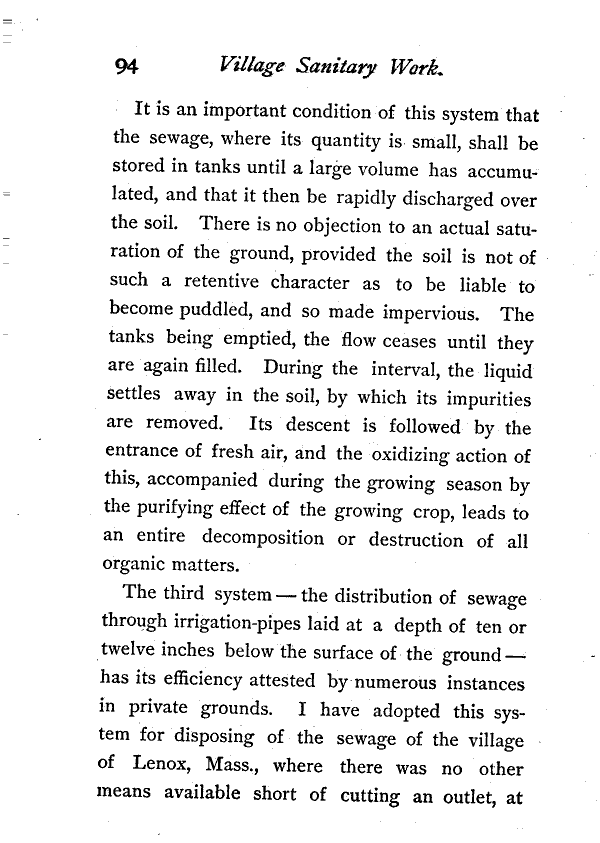 94 Village Sanitary Work.
It is an important condition of this system that
the sewage, where its quantity is small, shall be
stored in tanks until a large volume has accumu-
lated, and that it then be rapidly discharged over
the soil. There is no objection to an actual satu-
ration of the ground, provided the soil is not of
such a retentive character as to be liable to
become puddled, and so made impervious. The
tanks being emptied, the flow ceases until they
are again filled. During the interval, the liquid
settles away in the soil, by which its impurities
are removed. Its descent is followed by the
entrance of fresh air, and the oxidizing action of
this, accompanied during the growing season by
the purifying effect of the growing crop, leads to
an entire decomposition or destruction of all
organic matters.
The third system — the distribution of sewage
through irrigation-pipes laid at a depth of ten or
twelve inches below the surface of the ground —
has its efficiency attested by numerous instances
in private grounds. I have adopted this sys-
tem for disposing of the sewage of the village
of Lenox, Mass., where there was no other
means available short of cutting an outlet, at